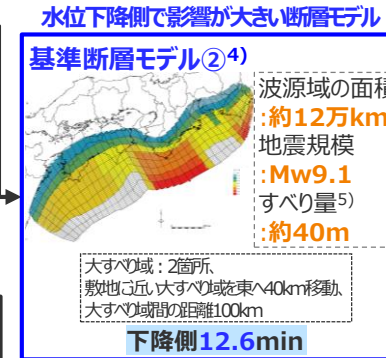 水位下降側で影響が大きい断層モデル
基準断層モデル②4)
波源域の面積
:約12万km
地震規模
:Mw9.1
すべり量5)
:約40m
大すべり域：2箇所、
敷地に近い大すべり域を東へ40km移動、
大すべり域間の距離100km
下降側12.6min